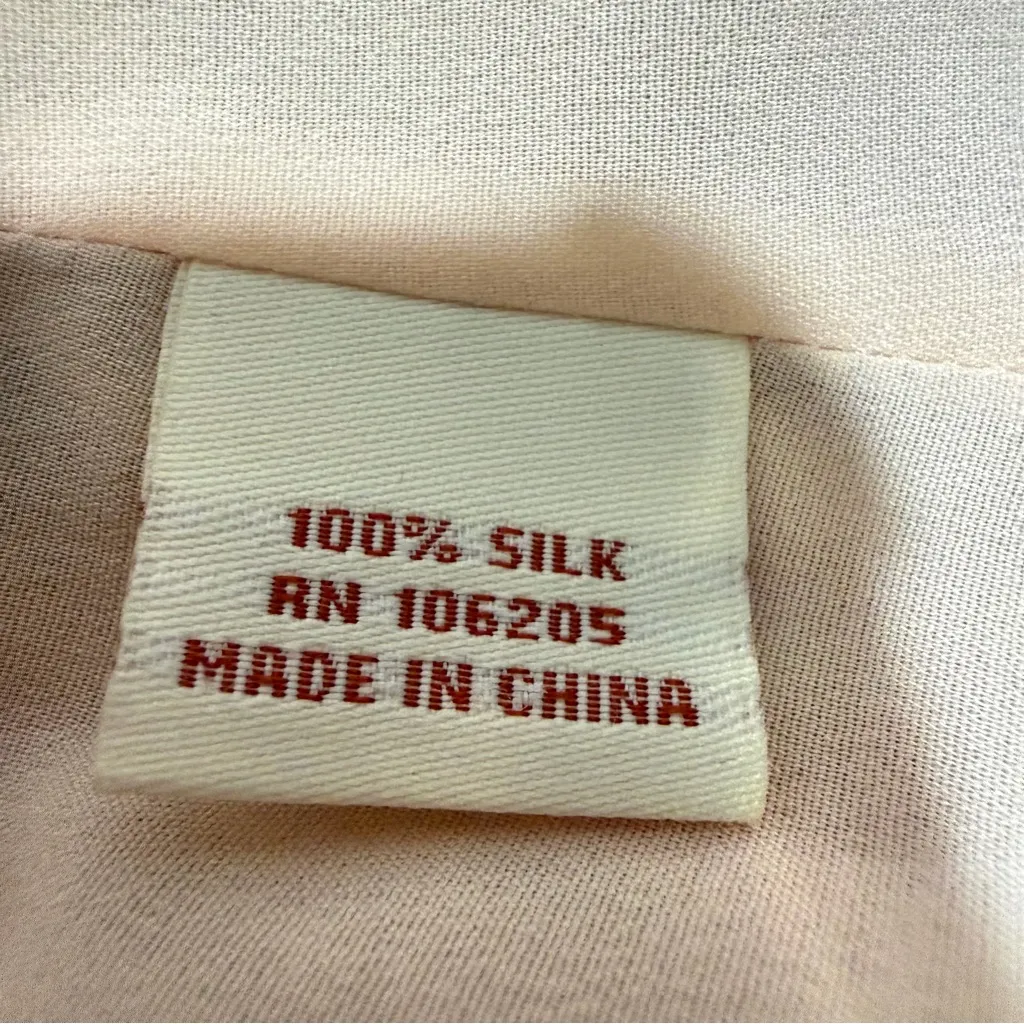 100% SILK
RN 106205
MADE IN CHINA